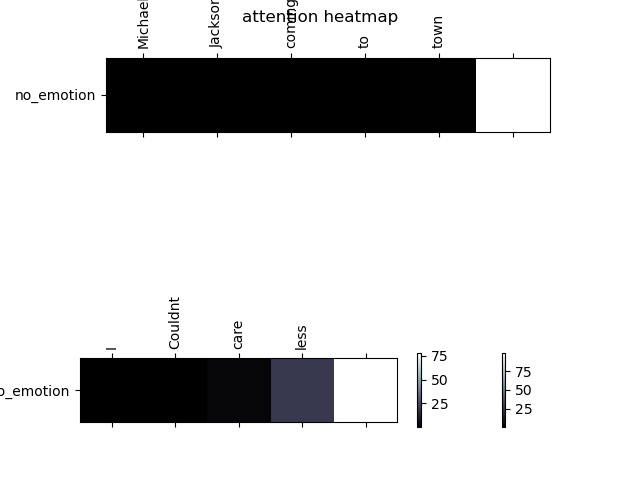 attention heatmap
Michael Jackson coming to town
no_emotion
I Couldnt care less
o_emotion
75 50 25
75 50 25